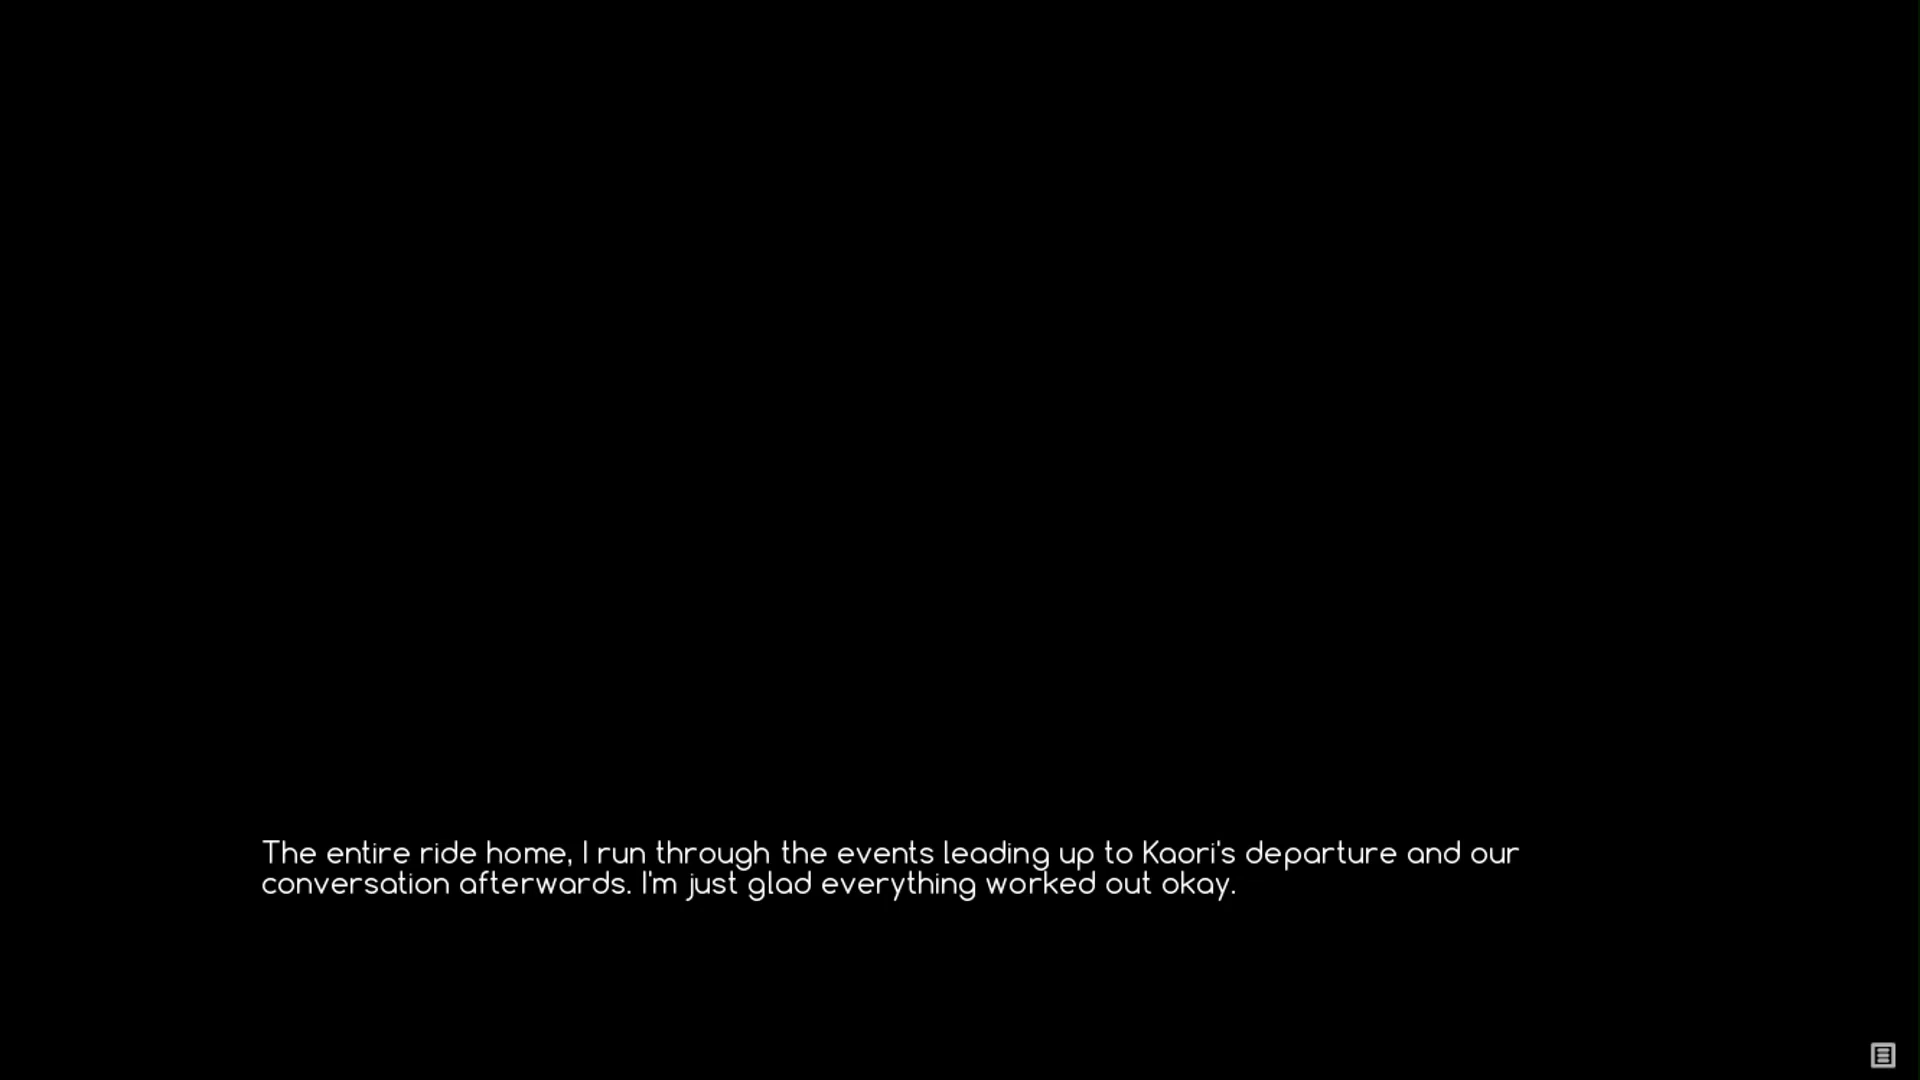 The entire ride home, I run through the events leading up to Kaori's departure and our
conversation afterwards. I'm just glad everything worked out okay.